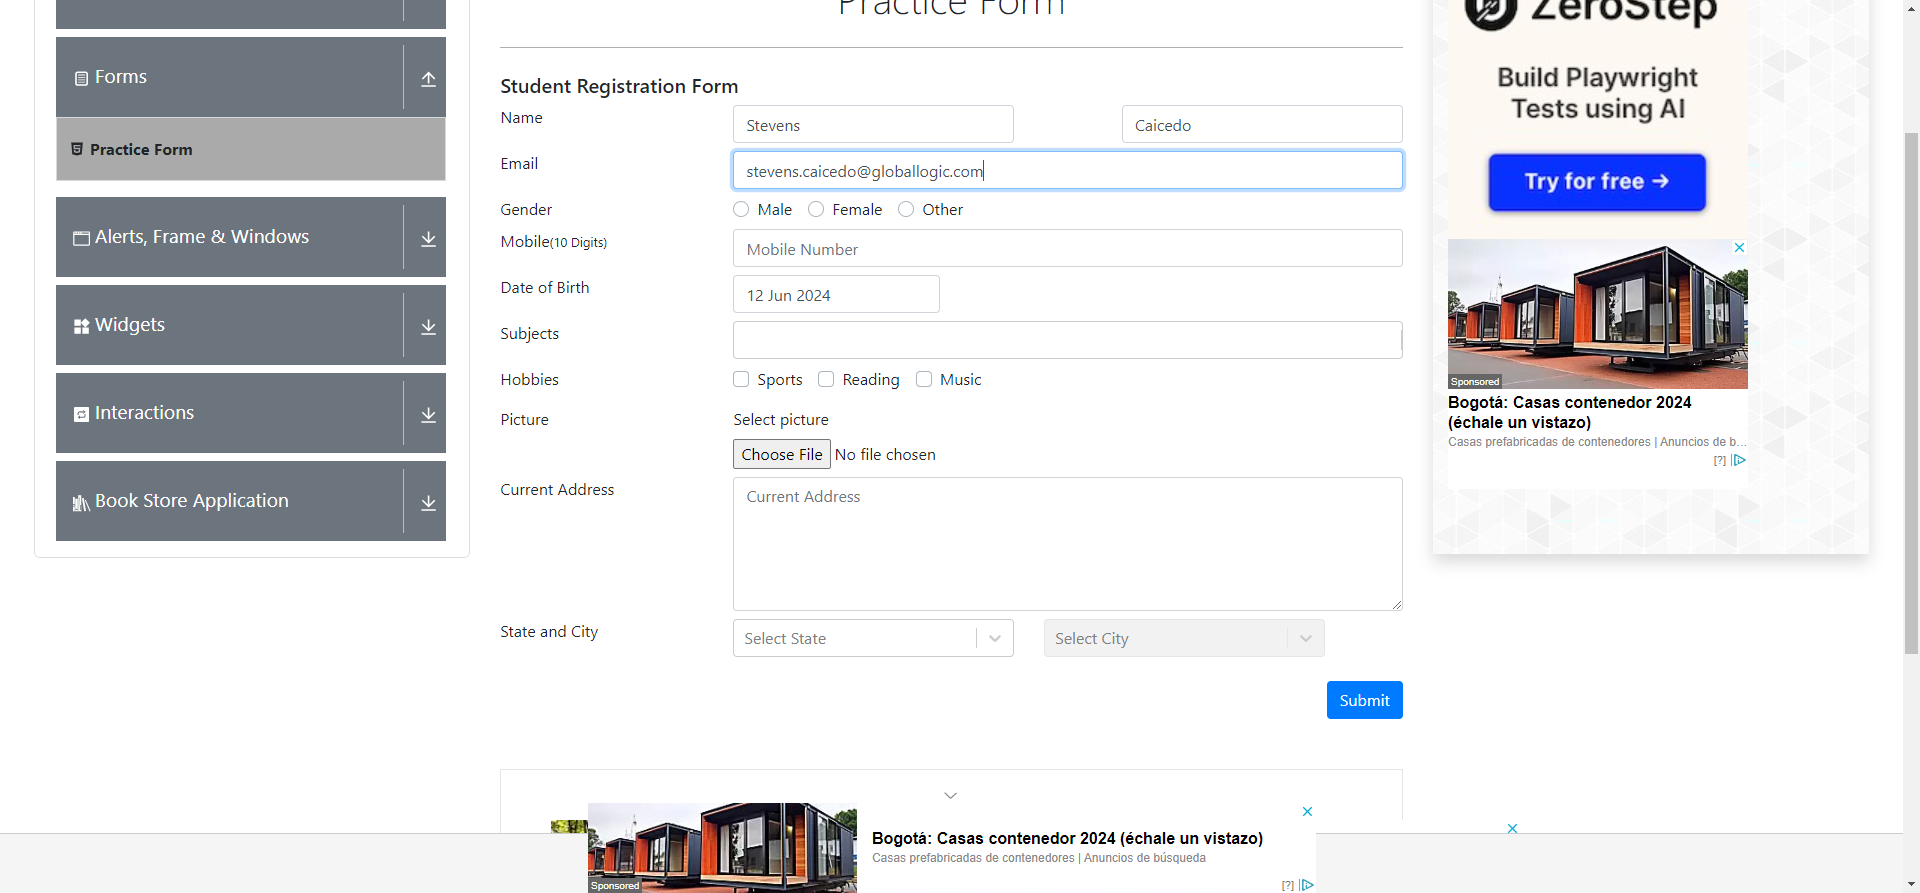 Practice Form
Forms
Practice Form
Alerts, Frame & Windows
Widgets
Interactions
Book Store Application
Student Registration Form
Name
Stevens
Caicedo
Email
stevens.caicedo@globallogic.com
Gender
Male Female Other
Mobile(10 Digits)
Mobile Number
Date of Birth
12 Jun 2024
Subjects
Hobbies
Sports Reading Music
Picture
Select picture
Choose File No file chosen
Current Address
Current Address
State and City
Select State
Select City
Submit
ZeroStep
Build Playwright
Tests using AI
Try for free →
Sponsored
Bogotá: Casas contenedor 2024
(échale un vistazo)
Casas prefabricadas de contenedores | Anuncios de b...
[?]
Bogotá: Casas contenedor 2024 (échale un vistazo)
Casas prefabricadas de contenedores | Anuncios de búsqueda
Sponsored
[?]